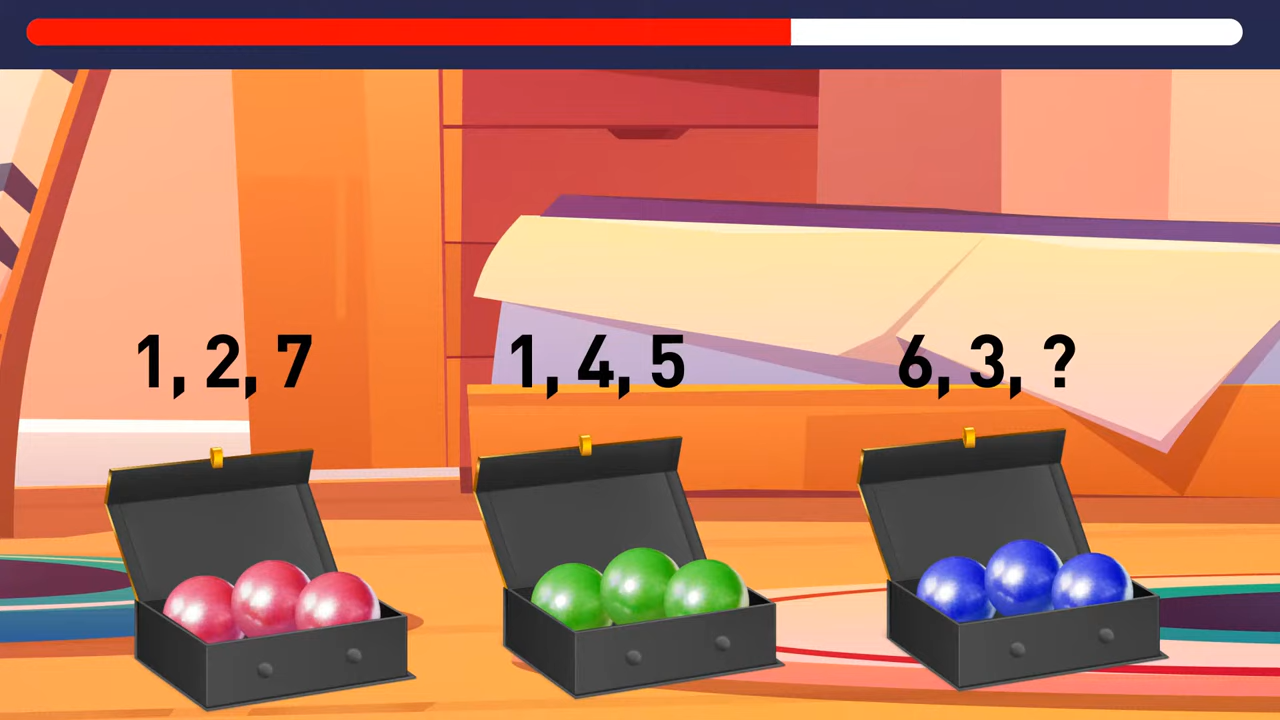 1, 2, 7 1, 4, 5 6, 3, ?